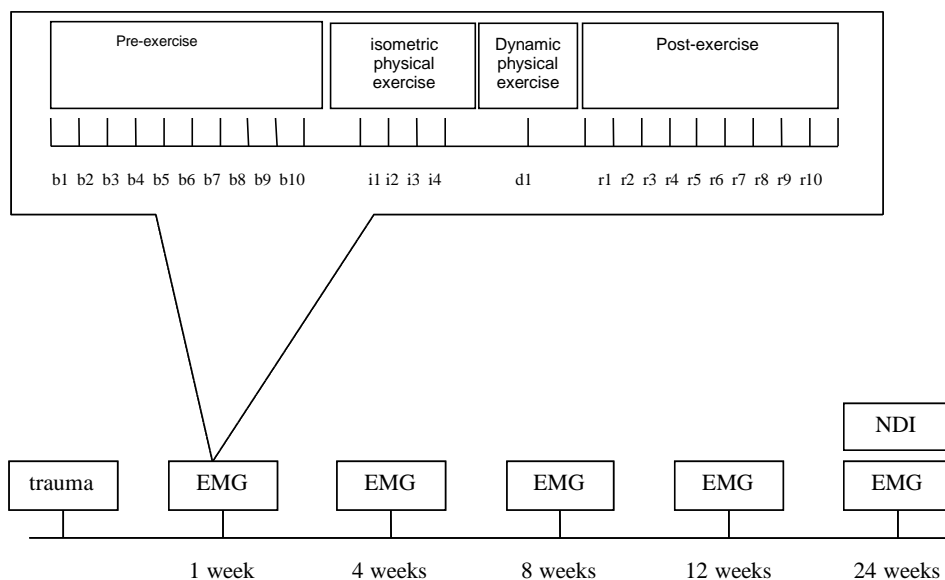 Pre-exercise
isometric
physical
exercise
Dynamic
physical
exercise
Post-exercise
b1 b2 b3 b4 b5 b6 b7 b8 b9 b10 i1 i2 i3 i4 d1 r1 r2 r3 r4 r5 r6 r7 r8 r9 r10
NDI
trauma EMG EMG EMG EMG EMG
1 week 4 weeks 8 weeks 12 weeks 24 weeks